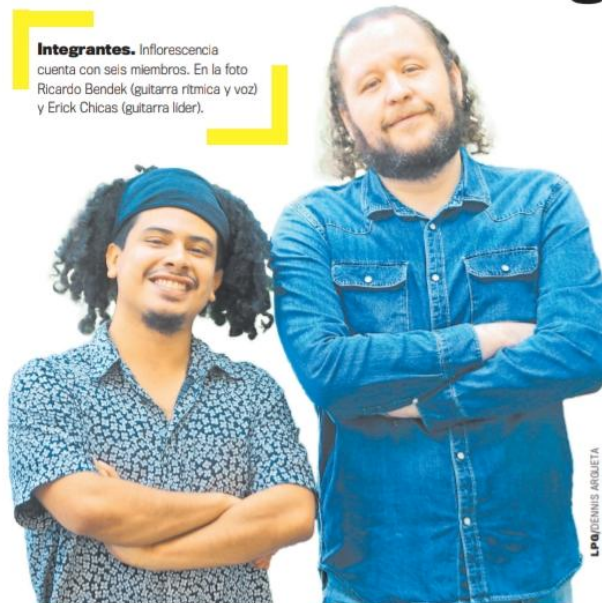 Integrantes. Inflorescencia
cuenta con seis miembros. En la foto
Ricardo Bendek (guitarra rítmica y voz)
y Erick Chicas (guitarra líder).
LPG/DENNIS ARGUETA